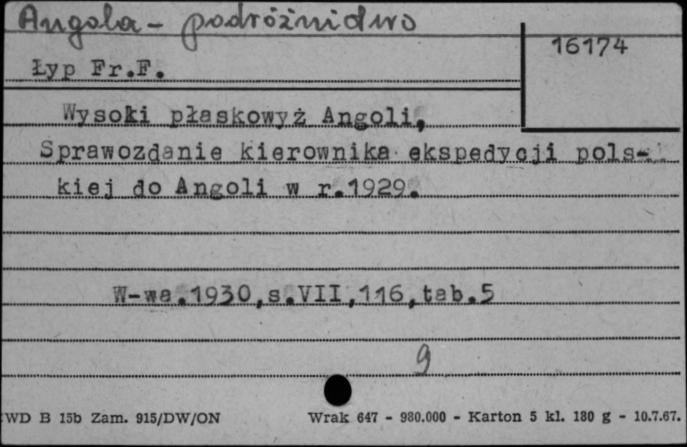 Angola - podróżnictwo
16174
Łyp Fr.F.
Wysoki płaskowyż Angoli,
Sprawozdanie kierownika ekspedycji pols-
kiej do Angoli w r.1929.
W-wa.1930,s.VII,116,tab.5
9
WD B 15b Zam. 915/DW/ON Wrak 647 - 980.000 - Karton 5 kl. 180 g - 10.7.67.